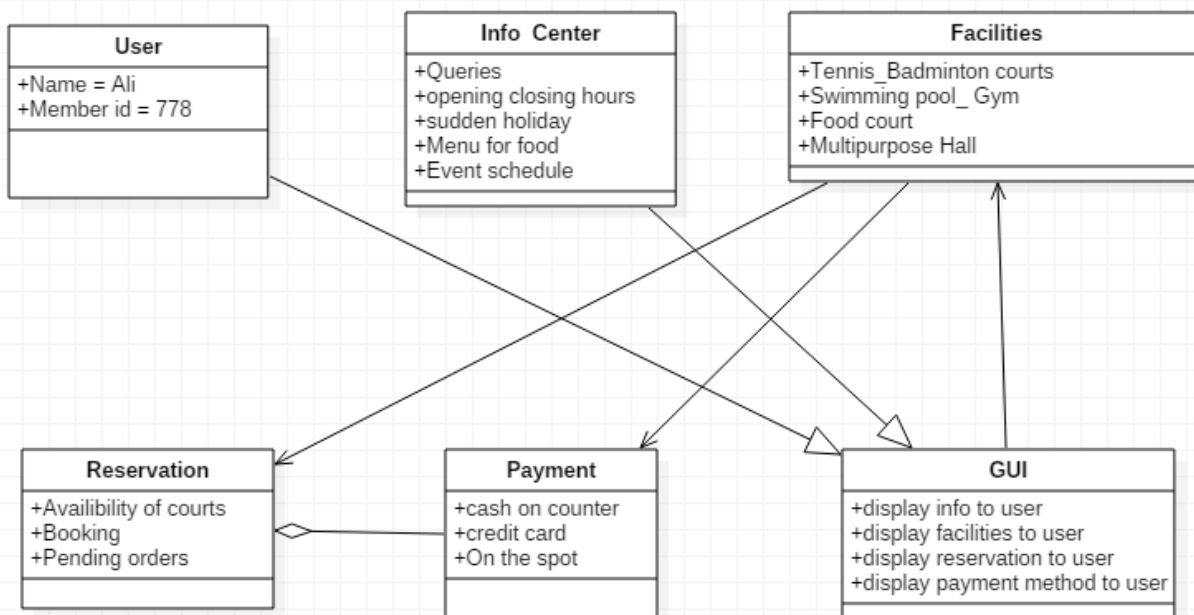 User
+Name = Ali
+Member id = 778
Info Center
+Queries
+opening closing hours
+sudden holiday
+Menu for food
+Event schedule
Facilities
+Tennis_Badminton courts
+Swimming pool_ Gym
+Food court
+Multipurpose Hall
Reservation
+Availibility of courts
+Booking
+Pending orders
Payment
+cash on counter
+credit card
+On the spot
GUI
+display info to user
+display facilities to user
+display reservation to user
+display payment method to user